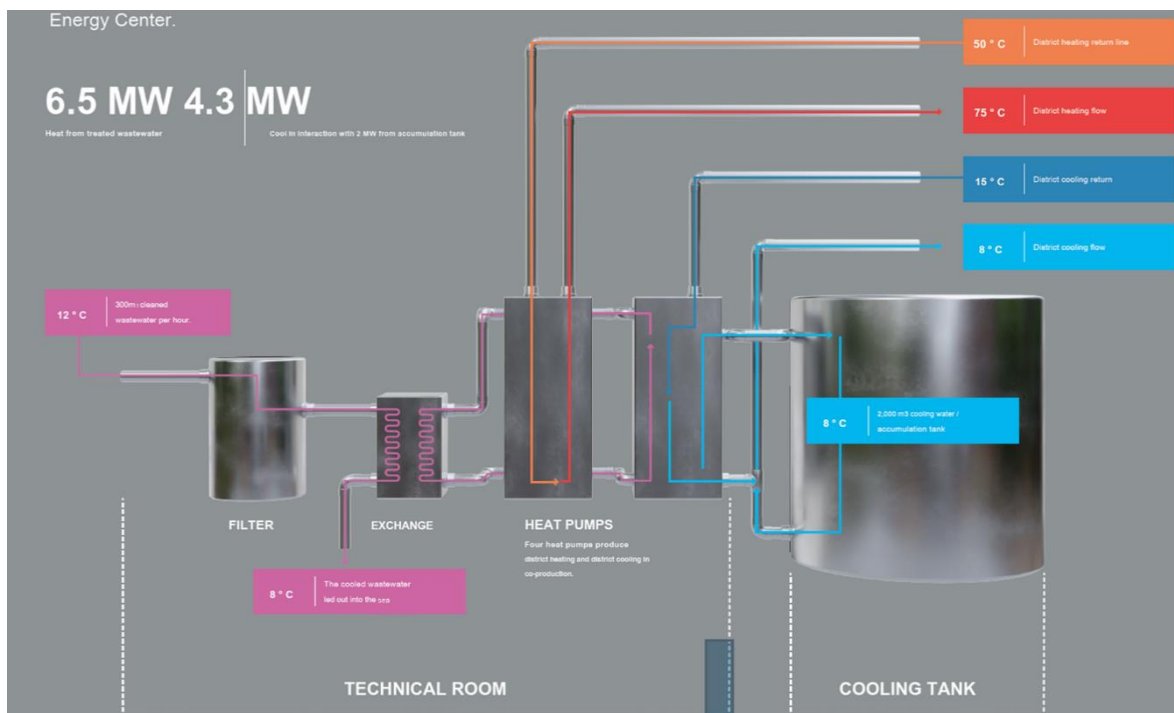 Energy Center.
6.5 MW 4.3 MW
Heat from treated wastewater
Cool in interaction with 2 MW from accumulation tank
50 ° C
District heating return line
75 ° C
District heating flow
15 ° C
District cooling return
8 ° C
District cooling flow
12 ° C
300m3 cleaned
wastewater per hour.
8 ° C
2,000 m3 cooling water /
accumulation tank
FILTER
EXCHANGE
HEAT PUMPS
Four heat pumps produce
district heating and district cooling in
co-production.
8 ° C
The cooled wastewater
led out into the sea
TECHNICAL ROOM
COOLING TANK